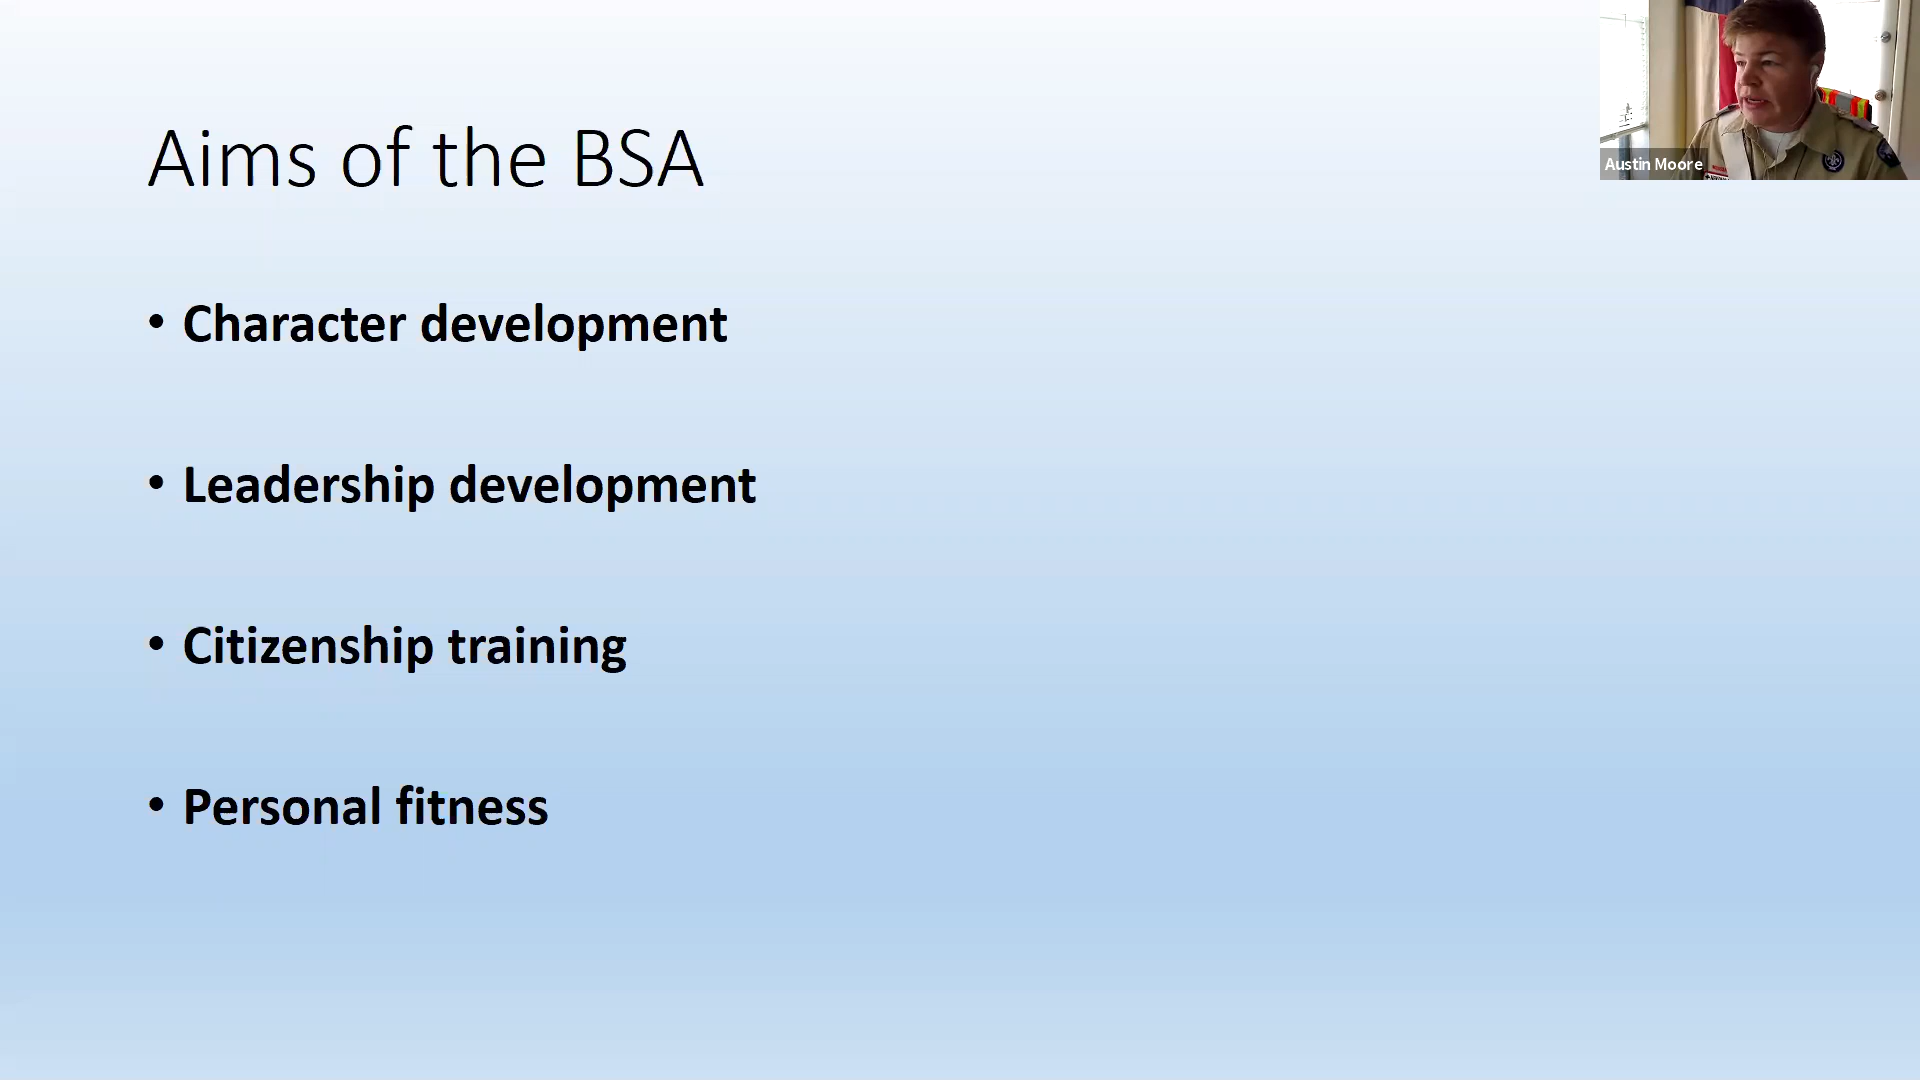 Aims of the BSA
• Character development
• Leadership development
• Citizenship training
• Personal fitness
Austin Moore